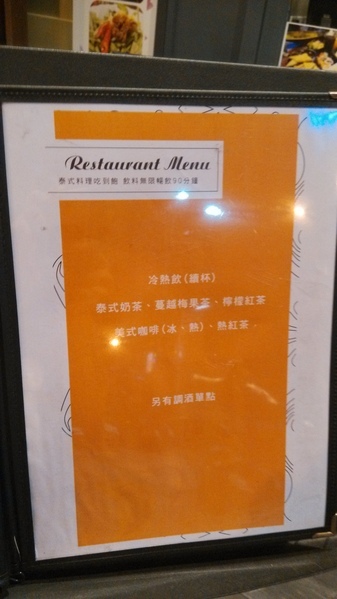 Restaurant Menu
泰式料理吃到飽 飲料無限暢飲90分鐘
冷熱飲(續杯)
泰式奶茶、蔓越梅果茶、檸檬紅茶
美式咖啡(冰、熱)、熱紅茶.
另有調酒單點